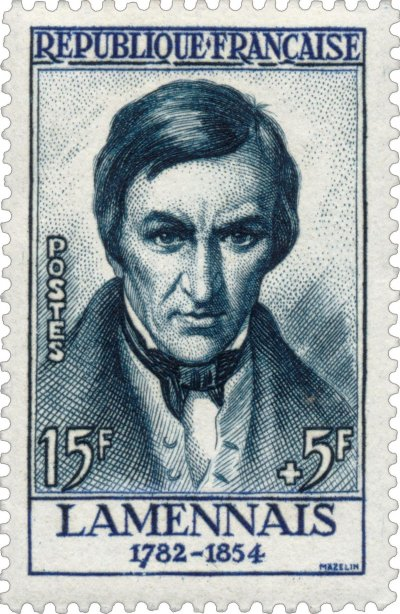 REPUBLIQUE•FRANÇAISE
POSTES
15F
+5F
LAMENNAIS
1782-1854
MAZELIN